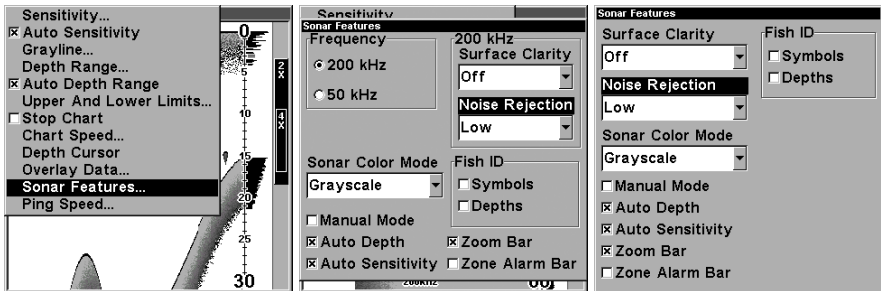 Sensitivity...
Auto Sensitivity
Grayline...
Depth Range...
Auto Depth Range
Upper And Lower Limits...
Stop Chart
Chart Speed...
Depth Cursor
Overlay Data...
Sonar Features...
Ping Speed...
0
5
10
15
20
25
30
2X
4X
Sensitivity
Sonar Features
Frequency
200 kHz
50 kHz
200 kHz
Surface Clarity
Off
Noise Rejection
Low
Sonar Color Mode
Grayscale
Fish ID
Symbols
Depths
Manual Mode
Auto Depth
Zoom Bar
Auto Sensitivity
Zone Alarm Bar
200kHz
60
Sonar Features
Surface Clarity
Off
Fish ID
Symbols
Depths
Noise Rejection
Low
Sonar Color Mode
Grayscale
Manual Mode
Auto Depth
Auto Sensitivity
Zoom Bar
Zone Alarm Bar